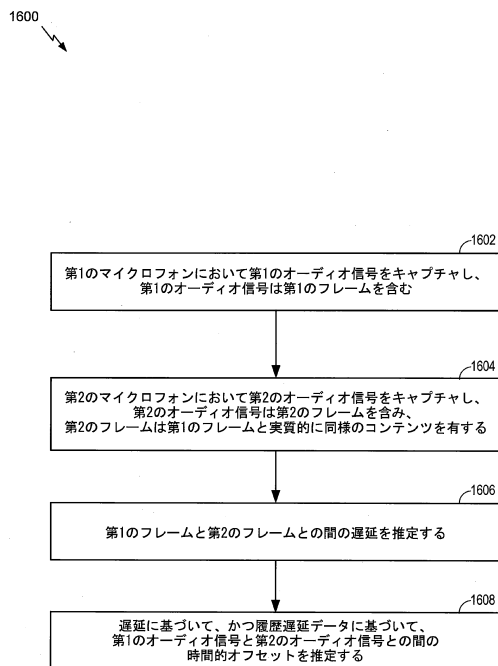 1600
1602
第1のマイクロフォンにおいて第1のオーディオ信号をキャプチャし、
第1のオーディオ信号は第1のフレームを含む
1604
第2のマイクロフォンにおいて第2のオーディオ信号をキャプチャし、
第2のオーディオ信号は第2のフレームを含み、
第2のフレームは第1のフレームと実質的に同様のコンテンツを有する
1606
第1のフレームと第2のフレームとの間の遅延を推定する
1608
遅延に基づいて、かつ履歴遅延データに基づいて、
第1のオーディオ信号と第2のオーディオ信号との間の
時間的オフセットを推定する